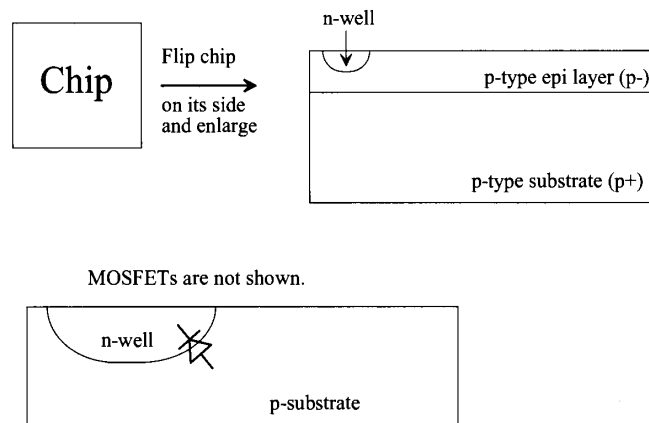 n-well
Chip
Flip chip
on its side
and enlarge
p-type epi layer (p-)
p-type substrate (p+)
MOSFETs are not shown.
n-well
p-substrate